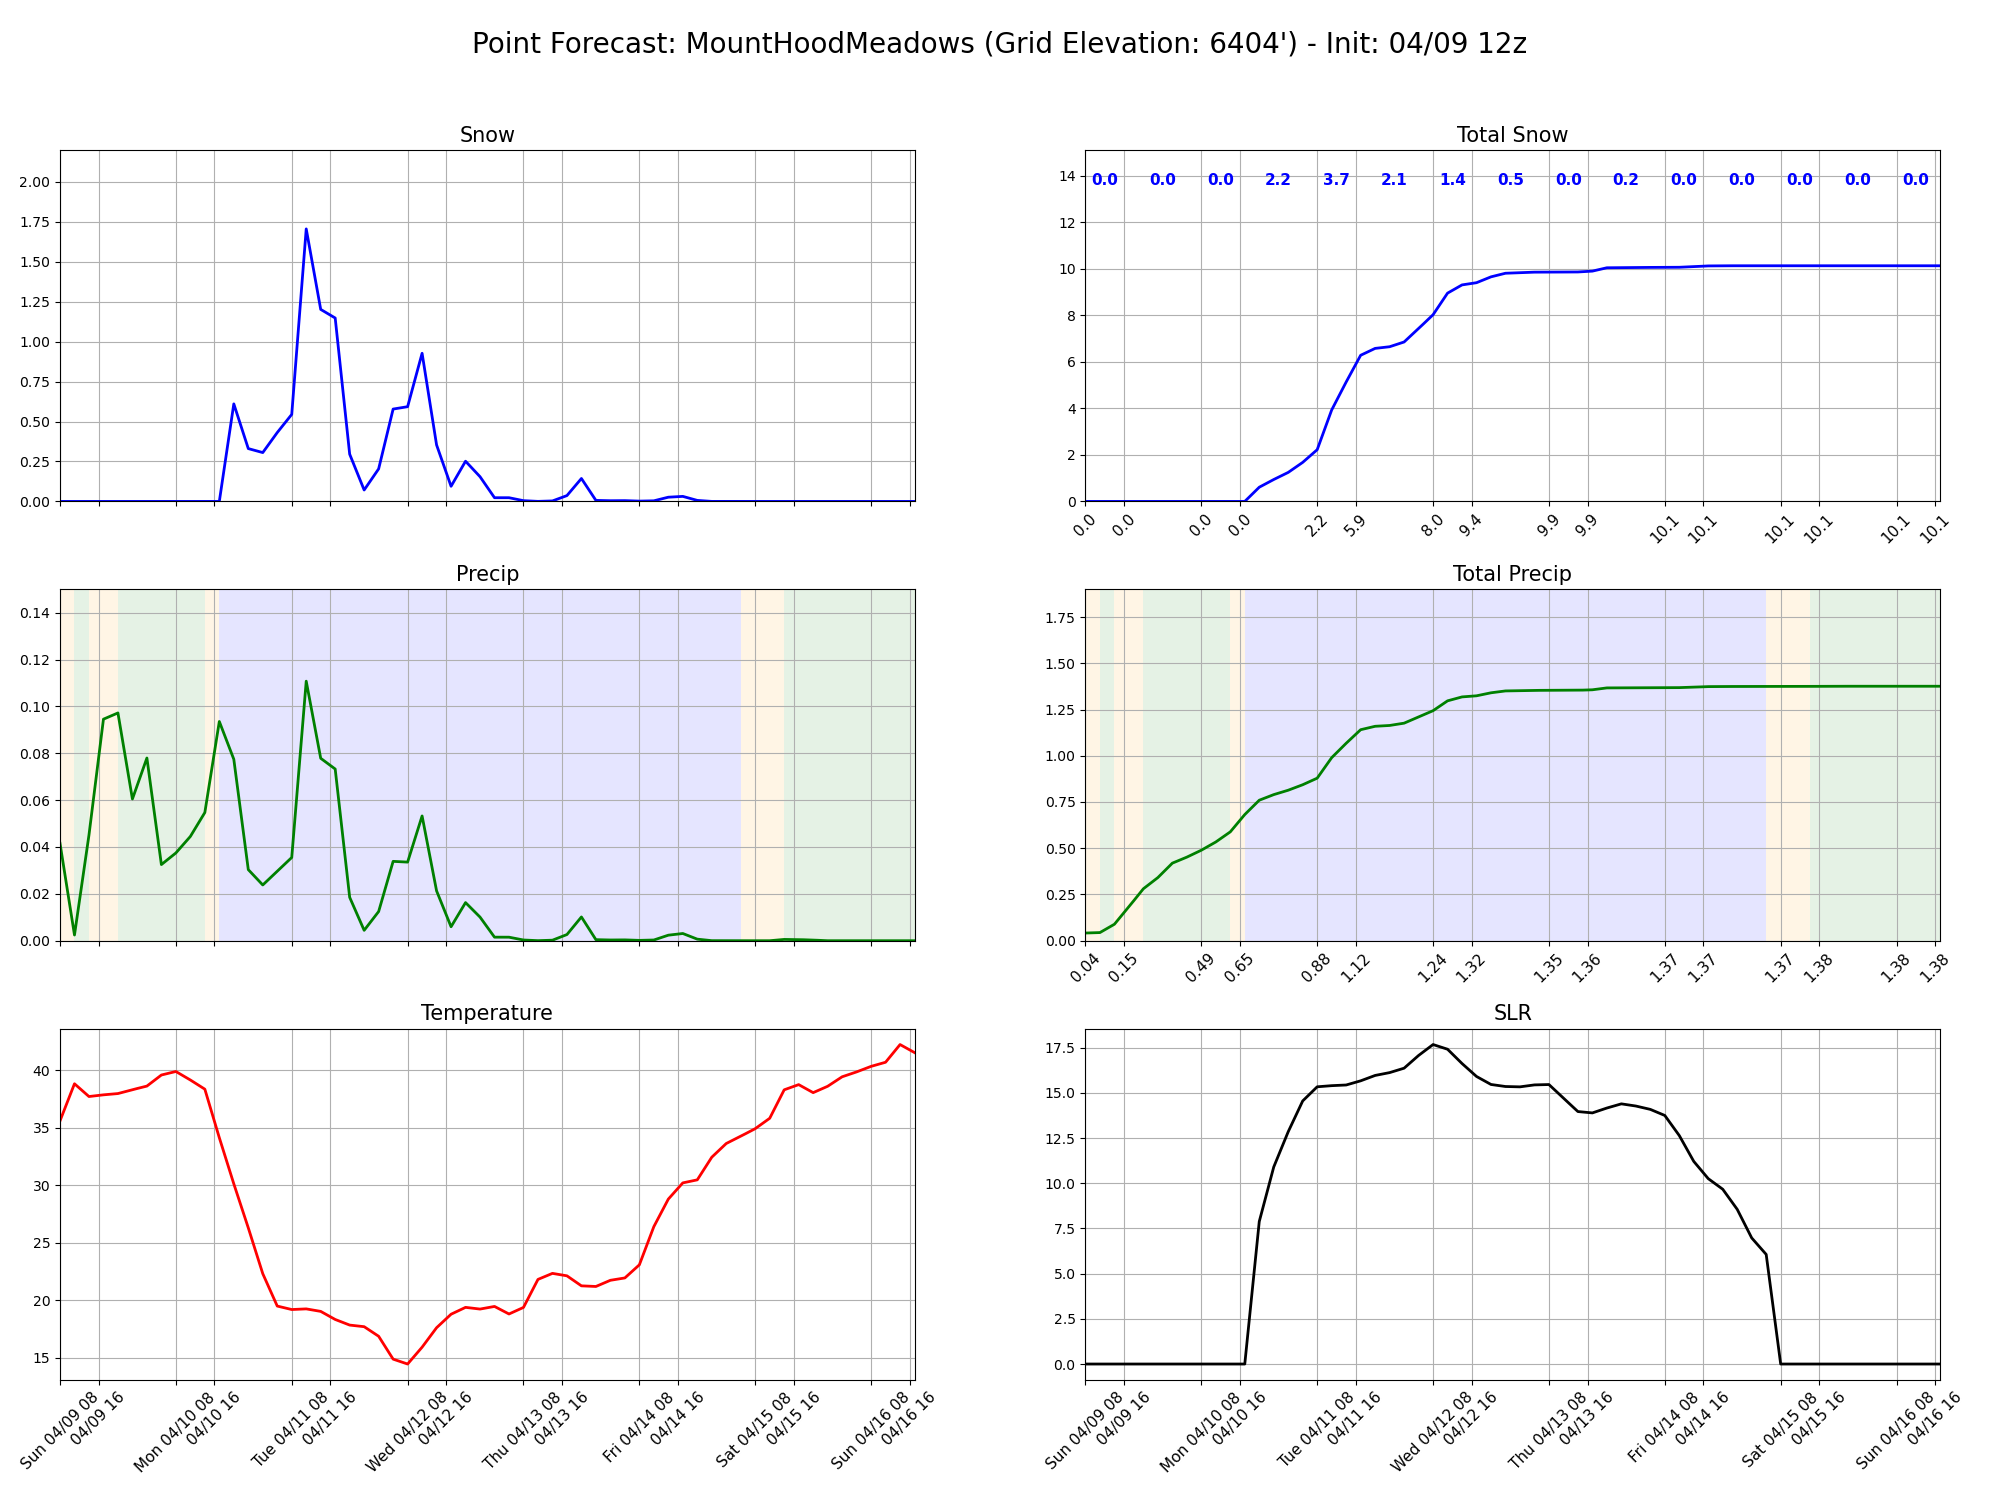 Point Forecast: MountHoodMeadows (Grid Elevation: 6404') - Init: 04/09 12z
Snow
2.00
1.75
1.50
1.25
1.00
0.75
0.50
0.25
0.00
Total Snow
14
12
10
8
6
4
2
0
0.0 0.0 0.0 2.2 3.7 2.1 1.4 0.5 0.0 0.2 0.0 0.0 0.0 0.0 0.0
0.0 0.0 0.0 0.0 2.2 5.9 8.0 9.4 9.9 9.9 10.1 10.1 10.1 10.1 10.1 10.1
Precip
0.14
0.12
0.10
0.08
0.06
0.04
0.02
0.00
Total Precip
1.75
1.50
1.25
1.00
0.75
0.50
0.25
0.00
0.04 0.15 0.49 0.65 0.88 1.12 1.24 1.32 1.35 1.36 1.37 1.37 1.37 1.38 1.38 1.38
Temperature
40
35
30
25
20
15
Sun 04/09 08
04/09 16
Mon 04/10 08
04/10 16
Tue 04/11 08
04/11 16
Wed 04/12 08
04/12 16
Thu 04/13 08
04/13 16
Fri 04/14 08
04/14 16
Sat 04/15 08
04/15 16
Sun 04/16 08
04/16 16
SLR
17.5
15.0
12.5
10.0
7.5
5.0
2.5
0.0
Sun 04/09 08
04/09 16
Mon 04/10 08
04/10 16
Tue 04/11 08
04/11 16
Wed 04/12 08
04/12 16
Thu 04/13 08
04/13 16
Fri 04/14 08
04/14 16
Sat 04/15 08
04/15 16
Sun 04/16 08
04/16 16